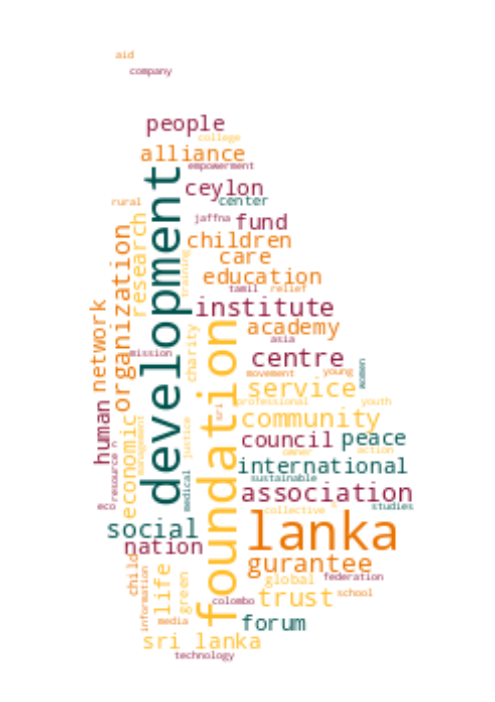 aid
company
people
college
alliance
empowerment
ceylon
rural
center
jaffna
fund
development
research
organization
children
training
care
education
tamil
relief
network
institute
foundation
academy
charity
asia
mission
centre
women
movement
young
service
professional
youth
sri
human
community
economic
management
justice
council
peace
n
owner
action
international
resource
medical
sustainable
association
eco
collective
studies
lanka
social
nation
gurantee
child
information
life
green
global
federation
colombo
trust
school
media
forum
sri lanka
technology